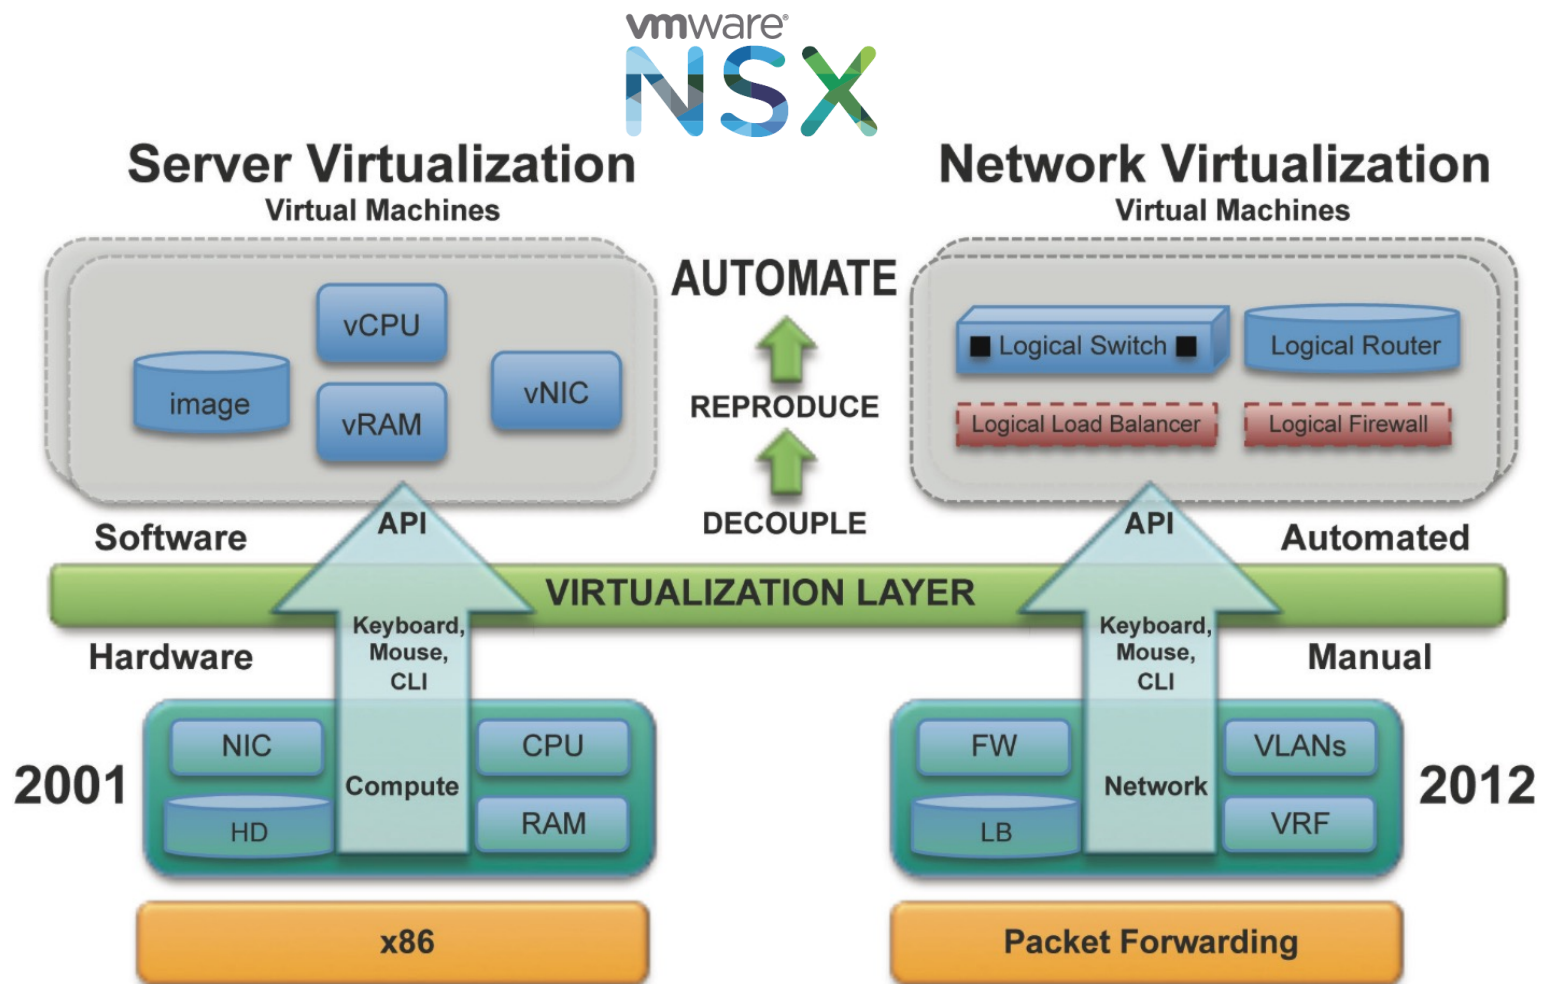 vmware®
NSX
Server Virtualization
Virtual Machines
Network Virtualization
Virtual Machines
vCPU
image
vRAM
vNIC
AUTOMATE
REPRODUCE
DECOUPLE
Logical Switch
Logical Router
Logical Load Balancer
Logical Firewall
API
API
Software
Automated
VIRTUALIZATION LAYER
Hardware
Manual
Keyboard,
Mouse,
CLI
Keyboard,
Mouse,
CLI
2001
NIC
CPU
Compute
HD
RAM
FW
VLANs
Network
LB
VRF
2012
x86
Packet Forwarding